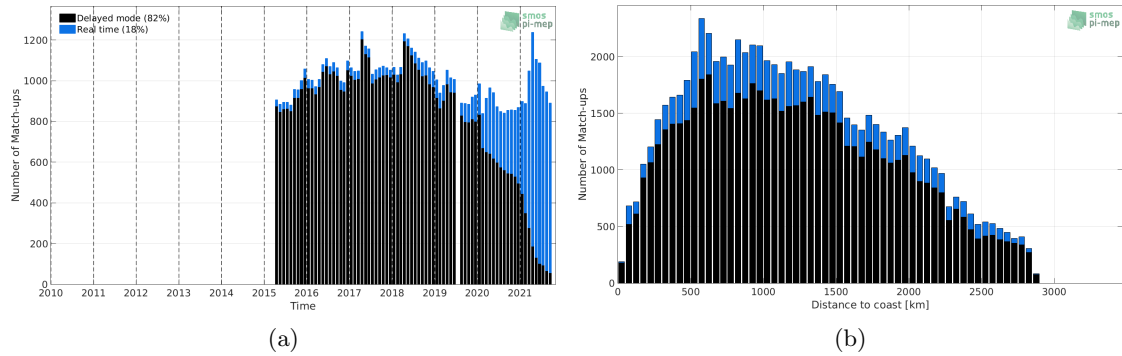 Delayed mode (82%)
Real time (18%)
smos
pi-mep
1200
1000
800
600
400
200
0
Number of Match-ups
2010 2011 2012 2013 2014 2015 2016 2017 2018 2019 2020 2021
Time
(a)
smos
pi-mep
2000
1500
1000
500
0
Number of Match-ups
0 500 1000 1500 2000 2500 3000
Distance to coast [km]
(b)